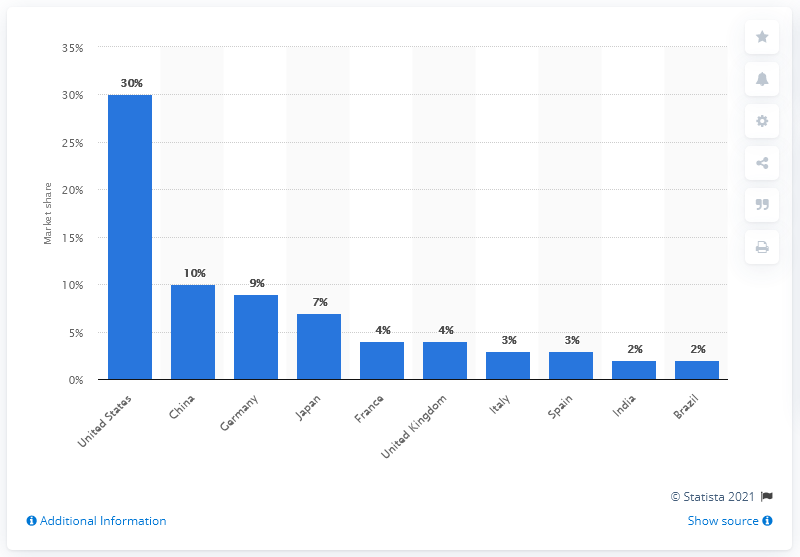 35%
30%
25%
20%
15%
10%
5%
0%
Market share
30%
10%
9%
7%
4%
4%
3%
3%
2%
2%
United States
China
Germany
Japan
France
United Kingdom
Italy
Spain
India
Brazil
© Statista 2021
Additional Information
Show source